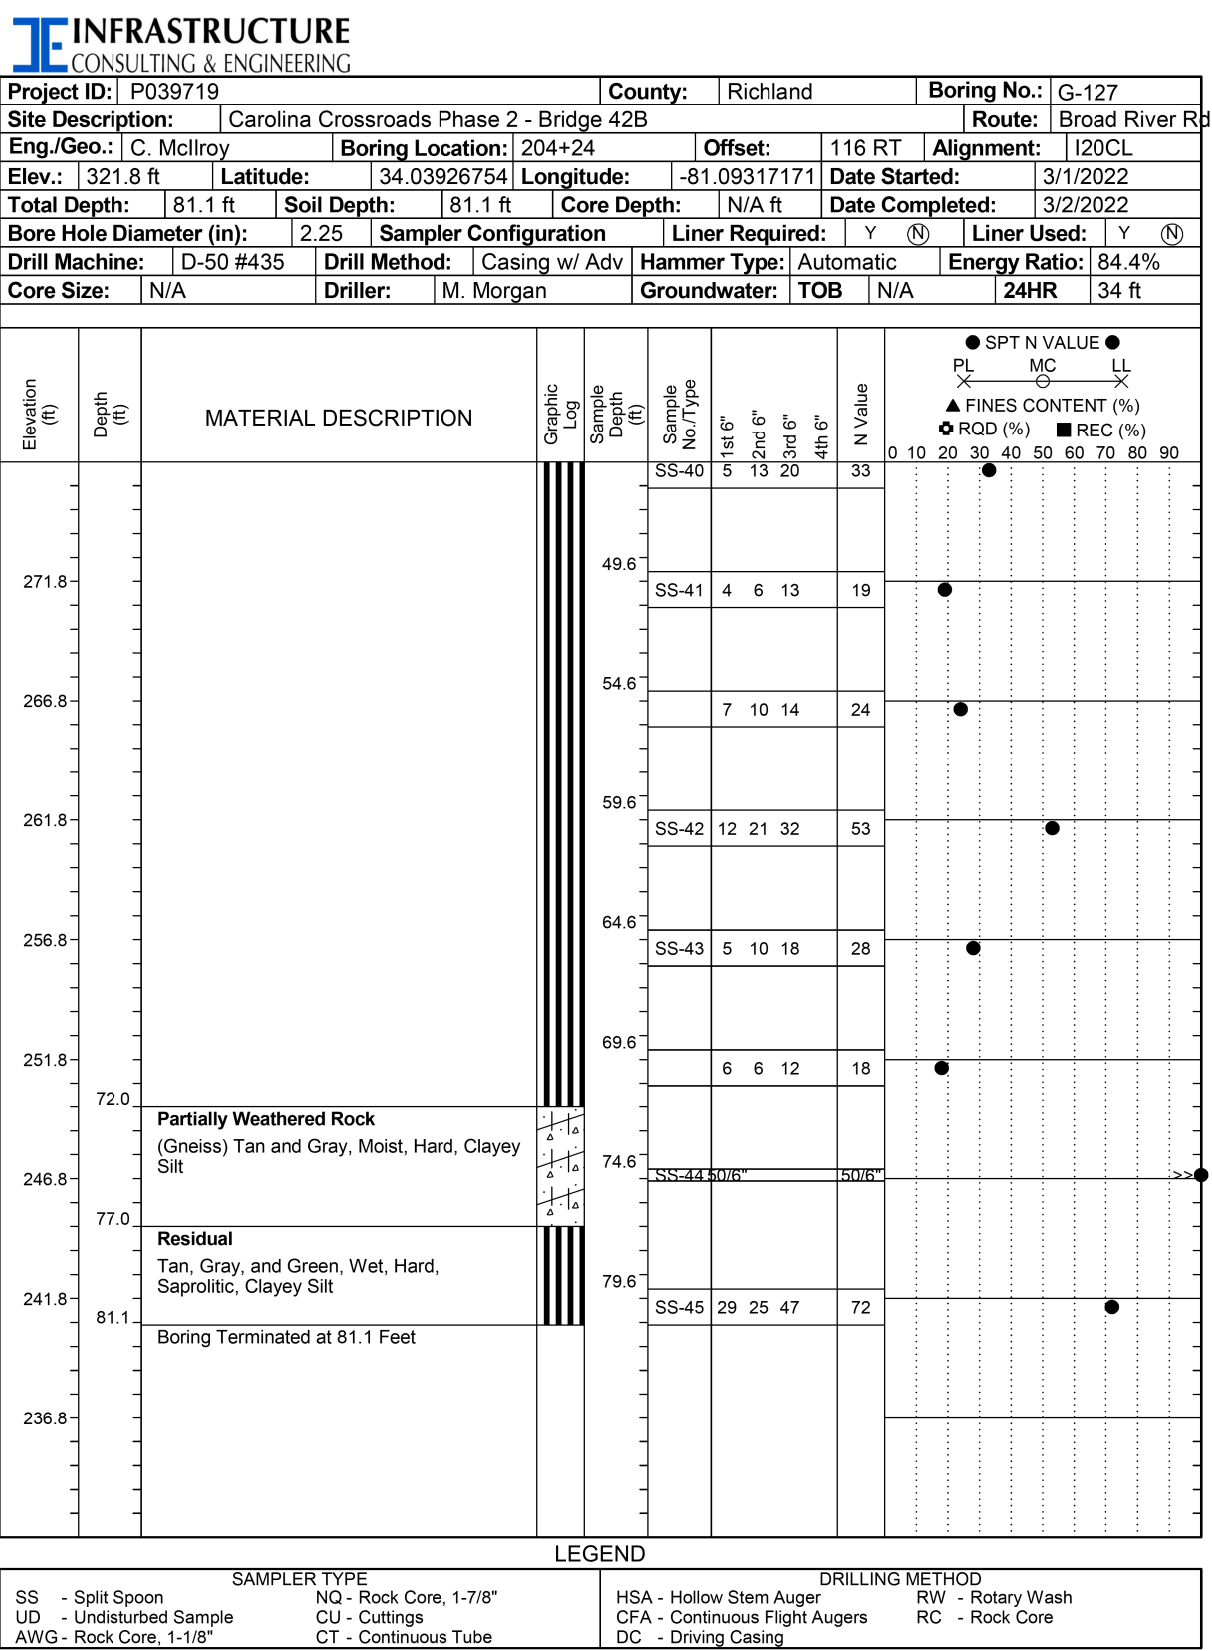 INFRASTRUCTURE
CONSULTING & ENGINEERING
Project ID: P039719 County: Richland Boring No.: G-127
Site Description: Carolina Crossroads Phase 2 - Bridge 42B Route: Broad River Rd
Eng./Geo.: C. McIlroy Boring Location: 204+24 Offset: 116 RT Alignment: I20CL
Elev.: 321.8 ft Latitude: 34.03926754 Longitude: -81.09317171 Date Started: 3/1/2022
Total Depth: 81.1 ft Soil Depth: 81.1 ft Core Depth: N/A ft Date Completed: 3/2/2022
Bore Hole Diameter (in): 2.25 Sampler Configuration Liner Required: Y N Liner Used: Y N
Drill Machine: D-50 #435 Drill Method: Casing w/ Adv Hammer Type: Automatic Energy Ratio: 84.4%
Core Size: N/A Driller: M. Morgan Groundwater: TOB N/A 24HR 34 ft
Elevation (ft) Depth (ft) MATERIAL DESCRIPTION Graphic Log Sample Depth (ft) Sample No./Type 1st 6" 2nd 6" 3rd 6" 4th 6" N Value
● SPT N VALUE ●
PL MC LL
▲ FINES CONTENT (%)
RQD (%) ■ REC (%)
0 10 20 30 40 50 60 70 80 90
SS-40 5 13 20 33
49.6
271.8 SS-41 4 6 13 19
54.6
266.8 7 10 14 24
59.6
261.8 SS-42 12 21 32 53
64.6
256.8 SS-43 5 10 18 28
69.6
251.8 6 6 12 18
72.0
Partially Weathered Rock
(Gneiss) Tan and Gray, Moist, Hard, Clayey
Silt
74.6
246.8 SS-44 50/6" 50/6" >>
77.0
Residual
Tan, Gray, and Green, Wet, Hard,
Saprolitic, Clayey Silt
79.6
241.8 SS-45 29 25 47 72
81.1
Boring Terminated at 81.1 Feet
236.8
LEGEND
SAMPLER TYPE DRILLING METHOD
SS - Split Spoon NQ - Rock Core, 1-7/8" HSA - Hollow Stem Auger RW - Rotary Wash
UD - Undisturbed Sample CU - Cuttings CFA - Continuous Flight Augers RC - Rock Core
AWG - Rock Core, 1-1/8" CT - Continuous Tube DC - Driving Casing